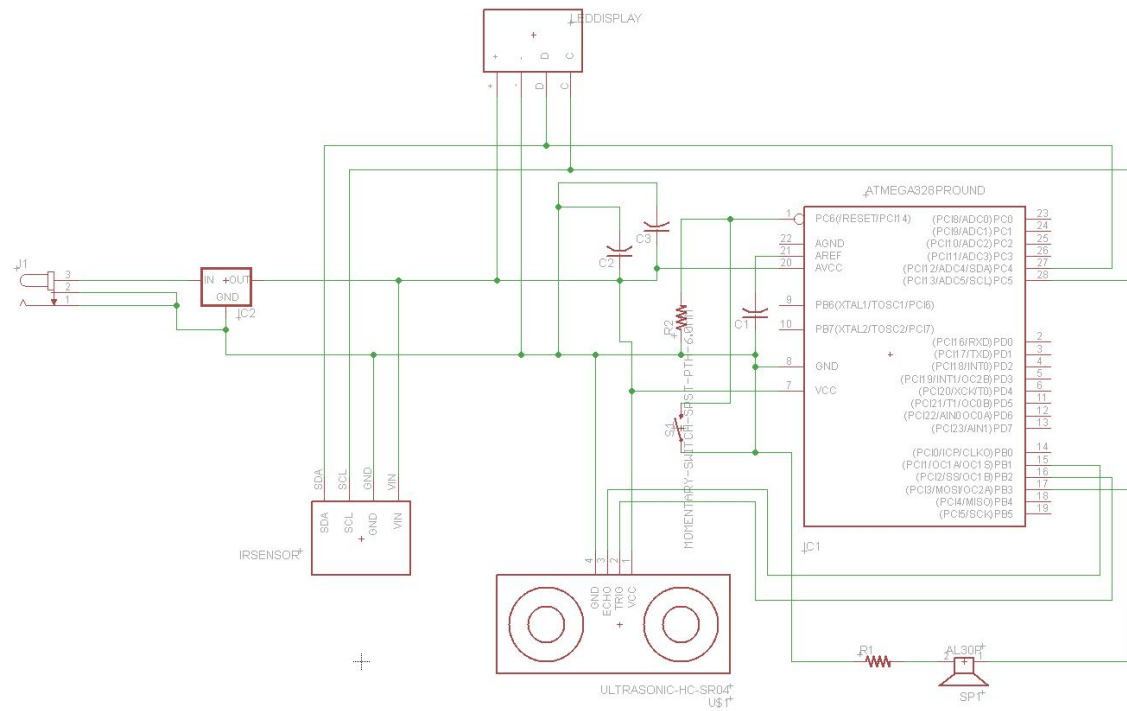 LEDDISPLAY
+ - D C
+ - D C
ATMEGA328PROUND
1 PC6(/RESET/PCI14) (PCI8/ADC0)PC0 23
(PCI9/ADC1)PC1 24
22 AGND (PCI10/ADC2)PC2 25
21 AREF (PCI11/ADC3)PC3 26
20 AVCC (PCI12/ADC4/SDA)PC4 27
(PCI13/ADC5/SCL)PC5 28
9 PB6(XTAL1/TOSC1/PCI6)
10 PB7(XTAL2/TOSC2/PCI7)
(PCI16/RXD)PD0 2
(PCI17/TXD)PD1 3
8 GND (PCI18/INT0)PD2 4
(PCI19/INT1/OC2B)PD3 5
7 VCC (PCI20/XCK/T0)PD4 6
(PCI21/T1/OC0B)PD5 11
(PCI22/AIN0OC0A)PD6 12
(PCI23/AIN1)PD7 13
(PCI0/ICP/CLKO)PB0 14
(PCI1/OC1A/OC1S)PB1 15
(PCI2/SS/OC1B)PB2 16
(PCI3/MOSI/OC2A)PB3 17
(PCI4/MISO)PB4 18
(PCI5/SCK)PB5 19
IC1
C3
C2
J1
3
2
1
IN OUT
GND
IC2
R2
C1
S1
MOMENTARY-SWITCH-SPST-PTH-6.0MM
SDA SCL GND VIN
SDA SCL GND VIN
IRSENSOR
4 3 2 1
GND ECHO TRIG VCC
ULTRASONIC-HC-SR04
U$1
R1
AL30P
2 1
SP1